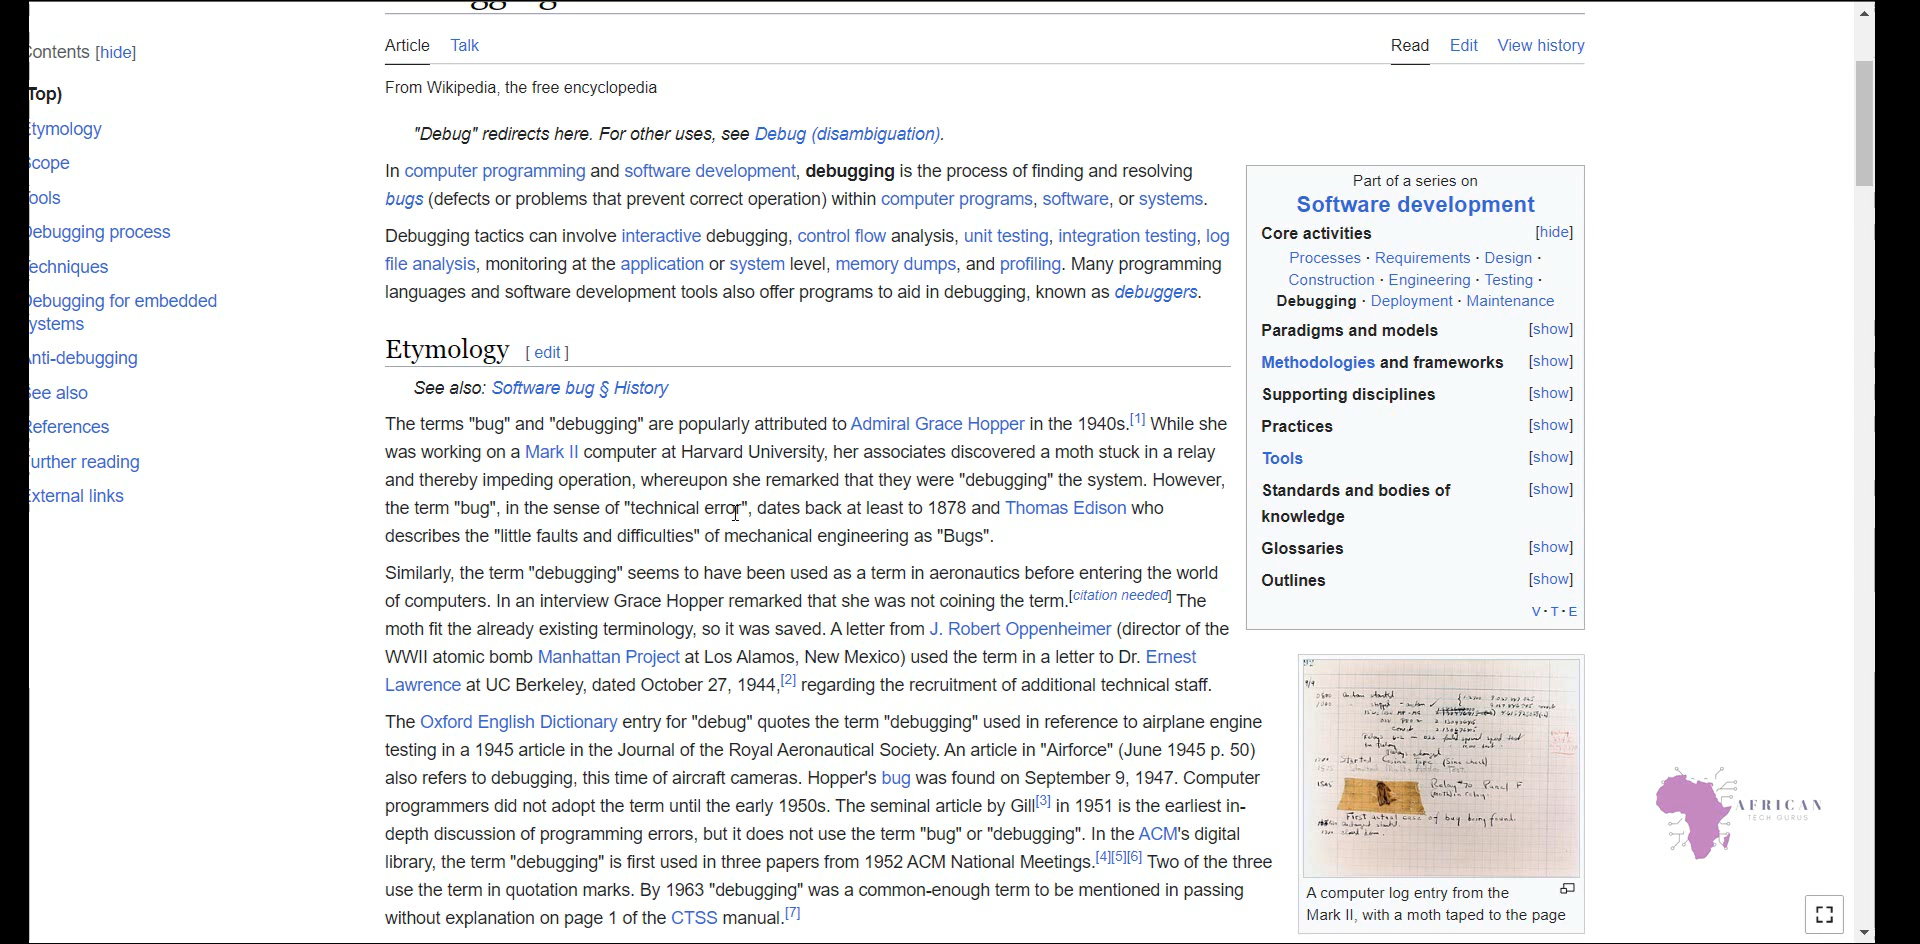 Contents [hide]
(Top)
Etymology
Scope
Tools
Debugging process
Techniques
Debugging for embedded
systems
Anti-debugging
See also
References
Further reading
External links
Article Talk
Read Edit View history
From Wikipedia, the free encyclopedia
"Debug" redirects here. For other uses, see Debug (disambiguation).
In computer programming and software development, debugging is the process of finding and resolving
bugs (defects or problems that prevent correct operation) within computer programs, software, or systems.
Debugging tactics can involve interactive debugging, control flow analysis, unit testing, integration testing, log
file analysis, monitoring at the application or system level, memory dumps, and profiling. Many programming
languages and software development tools also offer programs to aid in debugging, known as debuggers.
Etymology [ edit ]
See also: Software bug § History
The terms "bug" and "debugging" are popularly attributed to Admiral Grace Hopper in the 1940s.[1] While she
was working on a Mark II computer at Harvard University, her associates discovered a moth stuck in a relay
and thereby impeding operation, whereupon she remarked that they were "debugging" the system. However,
the term "bug", in the sense of "technical error", dates back at least to 1878 and Thomas Edison who
describes the "little faults and difficulties" of mechanical engineering as "Bugs".
Similarly, the term "debugging" seems to have been used as a term in aeronautics before entering the world
of computers. In an interview Grace Hopper remarked that she was not coining the term.[citation needed] The
moth fit the already existing terminology, so it was saved. A letter from J. Robert Oppenheimer (director of the
WWII atomic bomb Manhattan Project at Los Alamos, New Mexico) used the term in a letter to Dr. Ernest
Lawrence at UC Berkeley, dated October 27, 1944,[2] regarding the recruitment of additional technical staff.
The Oxford English Dictionary entry for "debug" quotes the term "debugging" used in reference to airplane engine
testing in a 1945 article in the Journal of the Royal Aeronautical Society. An article in "Airforce" (June 1945 p. 50)
also refers to debugging, this time of aircraft cameras. Hopper's bug was found on September 9, 1947. Computer
programmers did not adopt the term until the early 1950s. The seminal article by Gill[3] in 1951 is the earliest in-
depth discussion of programming errors, but it does not use the term "bug" or "debugging". In the ACM's digital
library, the term "debugging" is first used in three papers from 1952 ACM National Meetings.[4][5][6] Two of the three
use the term in quotation marks. By 1963 "debugging" was a common-enough term to be mentioned in passing
without explanation on page 1 of the CTSS manual.[7]
Part of a series on
Software development
Core activities [hide]
Processes · Requirements · Design ·
Construction · Engineering · Testing ·
Debugging · Deployment · Maintenance
Paradigms and models [show]
Methodologies and frameworks [show]
Supporting disciplines [show]
Practices [show]
Tools [show]
Standards and bodies of [show]
knowledge
Glossaries [show]
Outlines [show]
V · T · E
92
9/9
Started Cosine Tape (Sine check)
1545 Relay #70 Panel F
(moth) in relay.
First actual case of bug being found.
A computer log entry from the
Mark II, with a moth taped to the page
AFRICAN
TECH GURUS